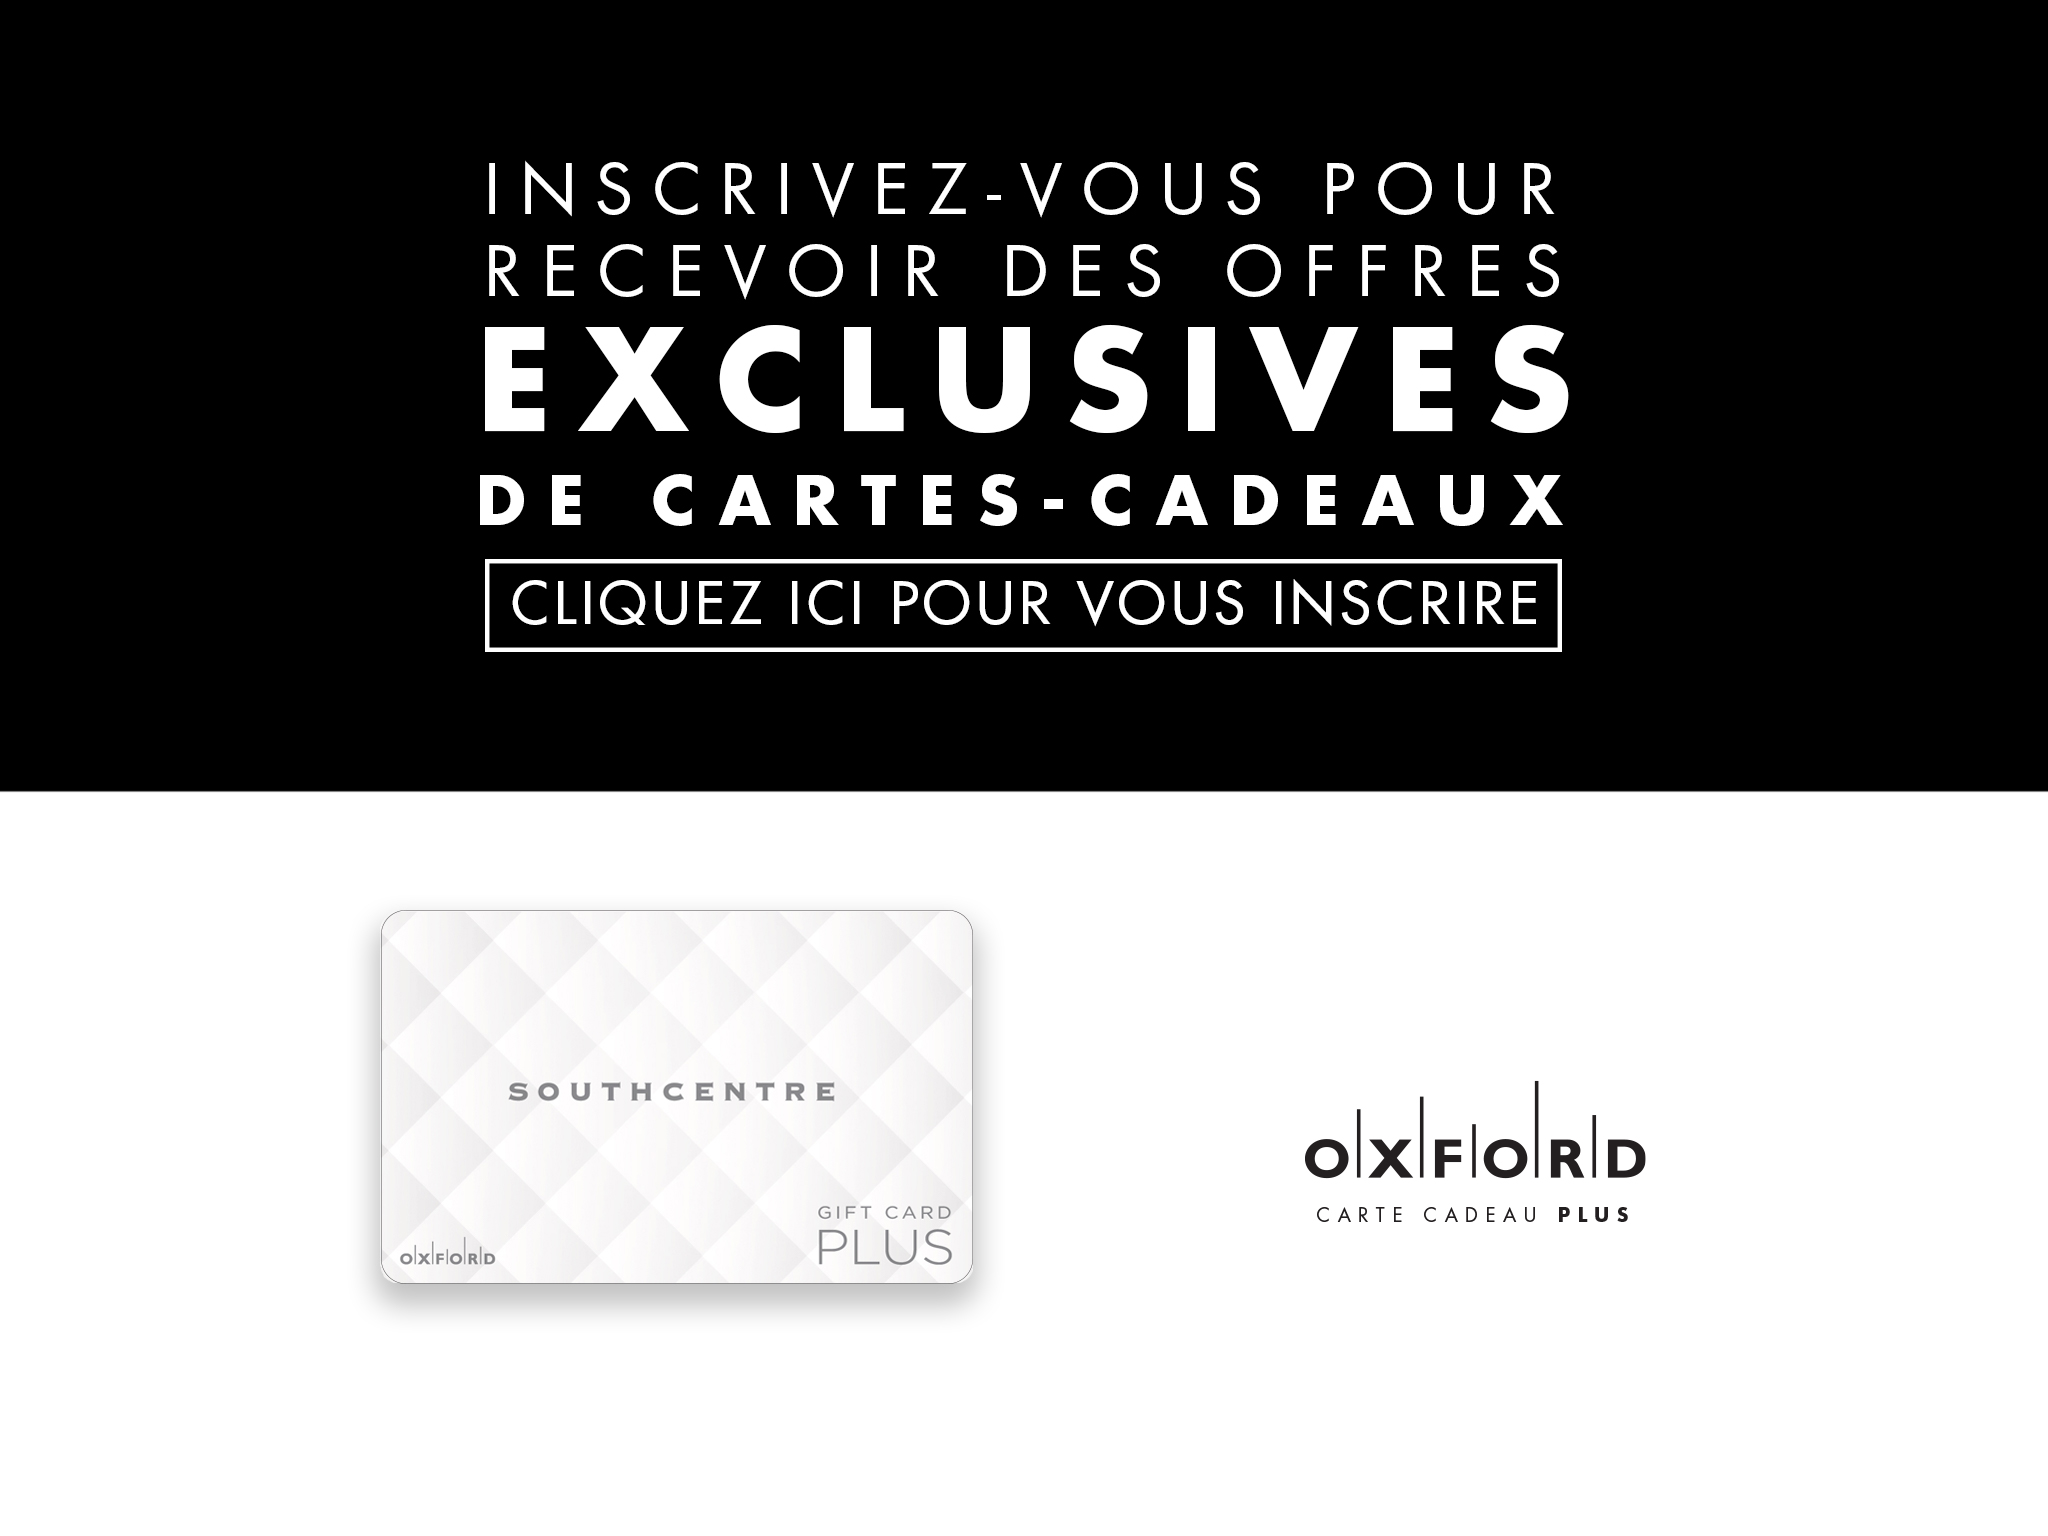 INSCRIVEZ-VOUS POUR
RECEVOIR DES OFFRES
EXCLUSIVES
DE CARTES-CADEAUX
CLIQUEZ ICI POUR VOUS INSCRIRE
SOUTHCENTRE
GIFT CARD
PLUS
OXFORD
OXFORD
CARTE CADEAU PLUS